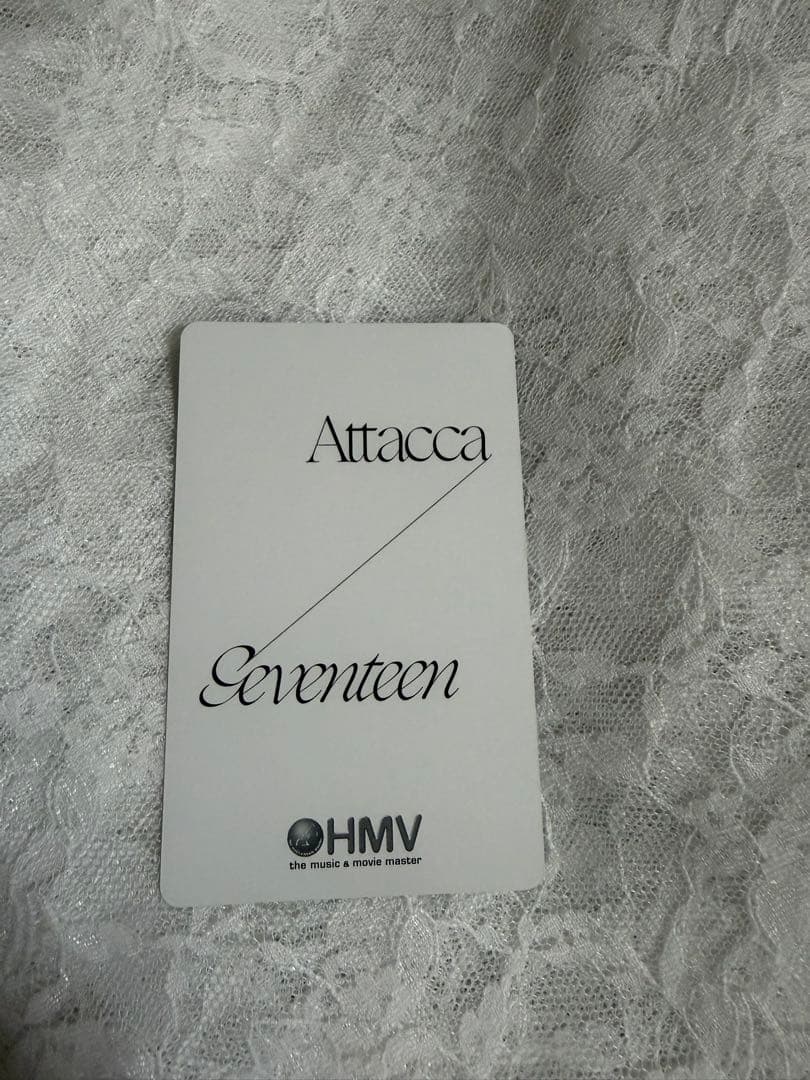 Attacca
Seventeen
HMV
the music & movie master